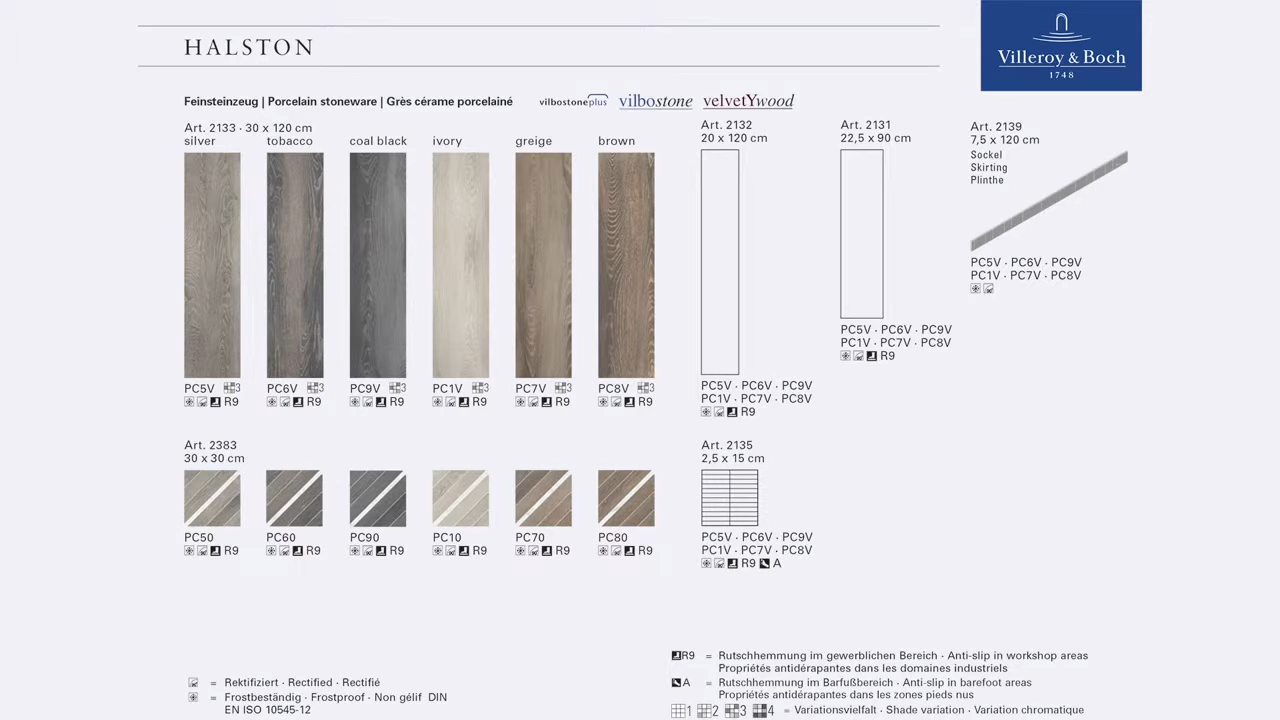 HALSTON
Villeroy & Boch
1748
Feinsteinzeug | Porcelain stoneware | Grès cérame porcelainé
vilbostoneplus vilbostone velvetYwood
Art. 2133 · 30 x 120 cm
silver tobacco coal black ivory greige brown
PC5V 3 PC6V 3 PC9V 3 PC1V 3 PC7V 3 PC8V 3
R9 R9 R9 R9 R9 R9
Art. 2132
20 x 120 cm
PC5V · PC6V · PC9V
PC1V · PC7V · PC8V
R9
Art. 2131
22,5 x 90 cm
PC5V · PC6V · PC9V
PC1V · PC7V · PC8V
R9
Art. 2139
7,5 x 120 cm
Sockel
Skirting
Plinthe
PC5V · PC6V · PC9V
PC1V · PC7V · PC8V
Art. 2383
30 x 30 cm
PC50 PC60 PC90 PC10 PC70 PC80
R9 R9 R9 R9 R9 R9
Art. 2135
2,5 x 15 cm
PC5V · PC6V · PC9V
PC1V · PC7V · PC8V
R9 A
= Rektifiziert · Rectified · Rectifié
= Frostbeständig · Frostproof · Non gélif DIN
EN ISO 10545-12
R9 = Rutschhemmung im gewerblichen Bereich · Anti-slip in workshop areas
Propriétés antidérapantes dans les domaines industriels
A = Rutschhemmung im Barfußbereich · Anti-slip in barefoot areas
Propriétés antidérapantes dans les zones pieds nus
1 2 3 4 = Variationsvielfalt · Shade variation · Variation chromatique